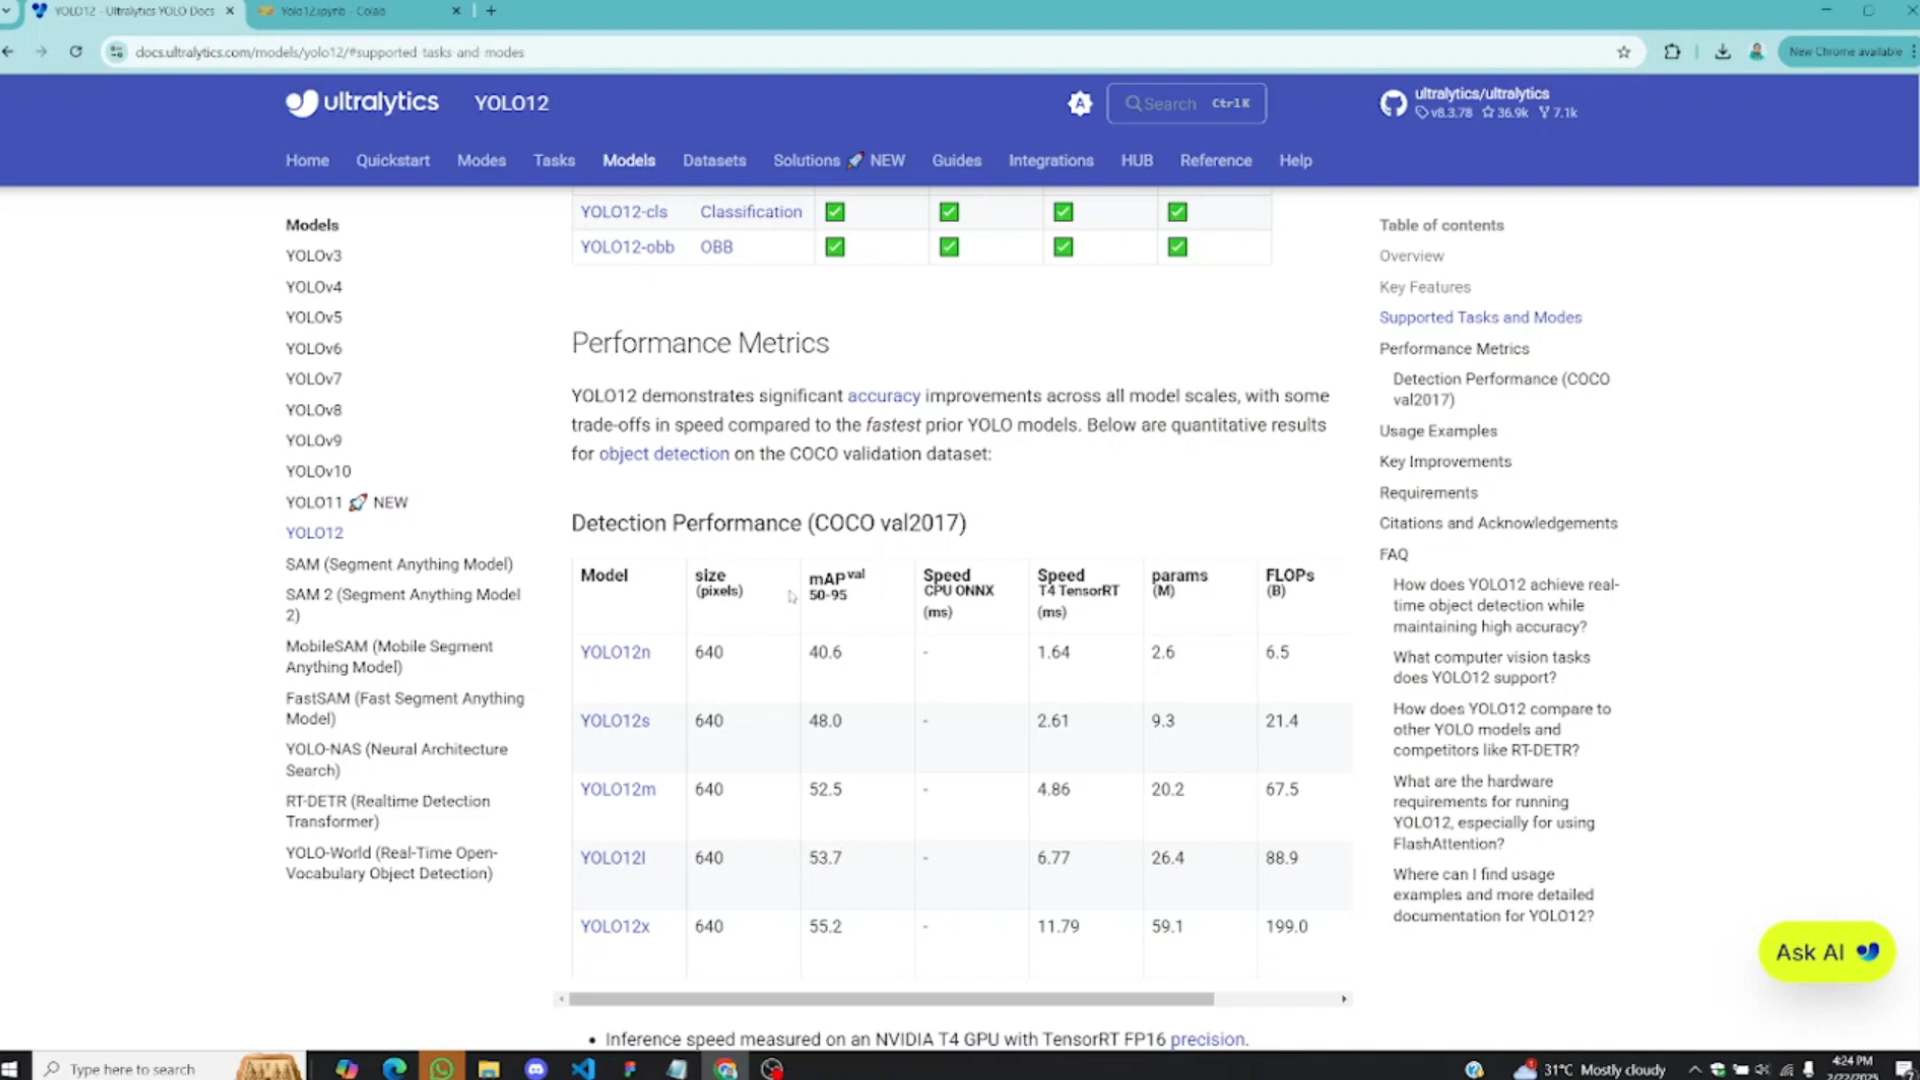 YOLO12 - Ultralytics YOLO Docs
Yolo12.ipynb - Colab
docs.ultralytics.com/models/yolo12/#supported-tasks-and-modes
New Chrome available
ultralytics YOLO12
Search Ctrl K
ultralytics/ultralytics
v8.3.78 36.9k 7.1k
Home Quickstart Modes Tasks Models Datasets Solutions 🚀 NEW Guides Integrations HUB Reference Help
Models
YOLOv3
YOLOv4
YOLOv5
YOLOv6
YOLOv7
YOLOv8
YOLOv9
YOLOv10
YOLO11 🚀 NEW
YOLO12
SAM (Segment Anything Model)
SAM 2 (Segment Anything Model
2)
MobileSAM (Mobile Segment
Anything Model)
FastSAM (Fast Segment Anything
Model)
YOLO-NAS (Neural Architecture
Search)
RT-DETR (Realtime Detection
Transformer)
YOLO-World (Real-Time Open-
Vocabulary Object Detection)
YOLO12-cls Classification ✅ ✅ ✅ ✅
YOLO12-obb OBB ✅ ✅ ✅ ✅
Performance Metrics
YOLO12 demonstrates significant accuracy improvements across all model scales, with some
trade-offs in speed compared to the fastest prior YOLO models. Below are quantitative results
for object detection on the COCO validation dataset:
Detection Performance (COCO val2017)
Model size (pixels) mAP val 50-95 Speed CPU ONNX (ms) Speed T4 TensorRT (ms) params (M) FLOPs (B)
YOLO12n 640 40.6 - 1.64 2.6 6.5
YOLO12s 640 48.0 - 2.61 9.3 21.4
YOLO12m 640 52.5 - 4.86 20.2 67.5
YOLO12l 640 53.7 - 6.77 26.4 88.9
YOLO12x 640 55.2 - 11.79 59.1 199.0
• Inference speed measured on an NVIDIA T4 GPU with TensorRT FP16 precision.
Table of contents
Overview
Key Features
Supported Tasks and Modes
Performance Metrics
Detection Performance (COCO
val2017)
Usage Examples
Key Improvements
Requirements
Citations and Acknowledgements
FAQ
How does YOLO12 achieve real-
time object detection while
maintaining high accuracy?
What computer vision tasks
does YOLO12 support?
How does YOLO12 compare to
other YOLO models and
competitors like RT-DETR?
What are the hardware
requirements for running
YOLO12, especially for using
FlashAttention?
Where can I find usage
examples and more detailed
documentation for YOLO12?
Ask AI
Type here to search
31°C Mostly cloudy
4:24 PM
2/22/2025